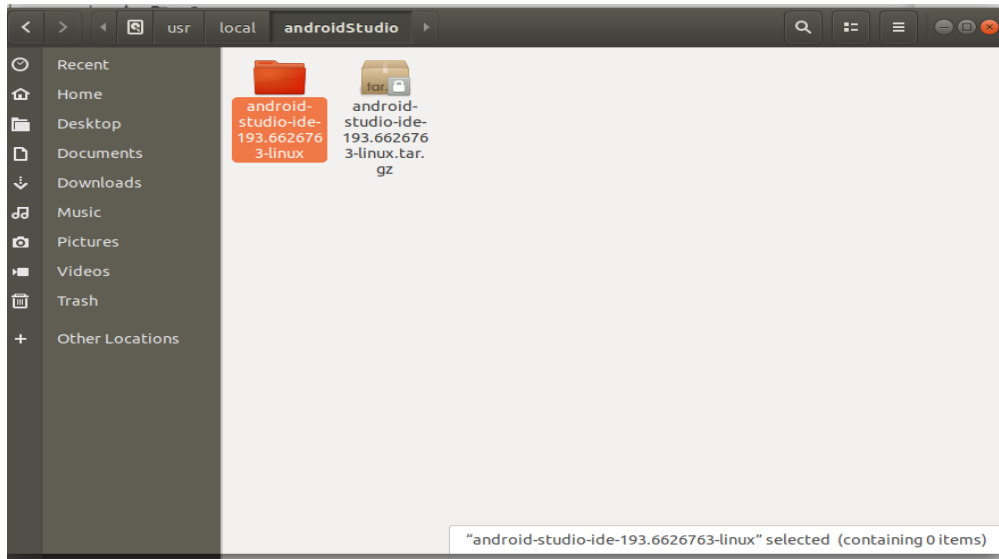 usr local androidStudio
Recent
Home
Desktop
Documents
Downloads
Music
Pictures
Videos
Trash
Other Locations
android-
studio-ide-
193.662676
3-linux
tar.
android-
studio-ide-
193.662676
3-linux.tar.
gz
"android-studio-ide-193.6626763-linux" selected (containing 0 items)